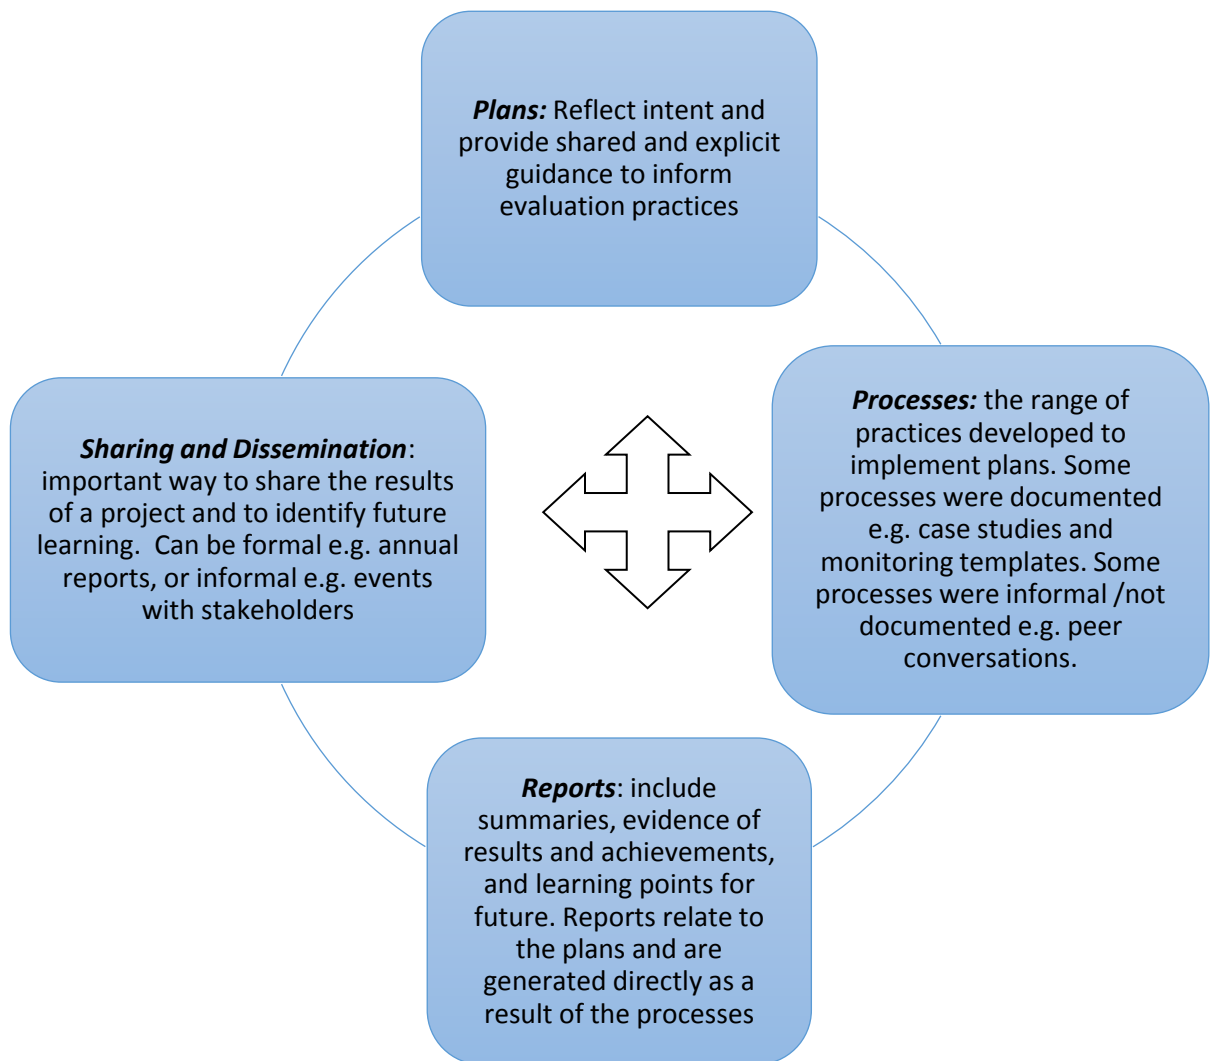 Plans: Reflect intent and
provide shared and explicit
guidance to inform
evaluation practices
Processes: the range of
practices developed to
implement plans. Some
processes were documented
e.g. case studies and
monitoring templates. Some
processes were informal /not
documented e.g. peer
conversations.
Reports: include
summaries, evidence of
results and achievements,
and learning points for
future. Reports relate to
the plans and are
generated directly as a
result of the processes
Sharing and Dissemination:
important way to share the results
of a project and to identify future
learning.  Can be formal e.g. annual
reports, or informal e.g. events
with stakeholders